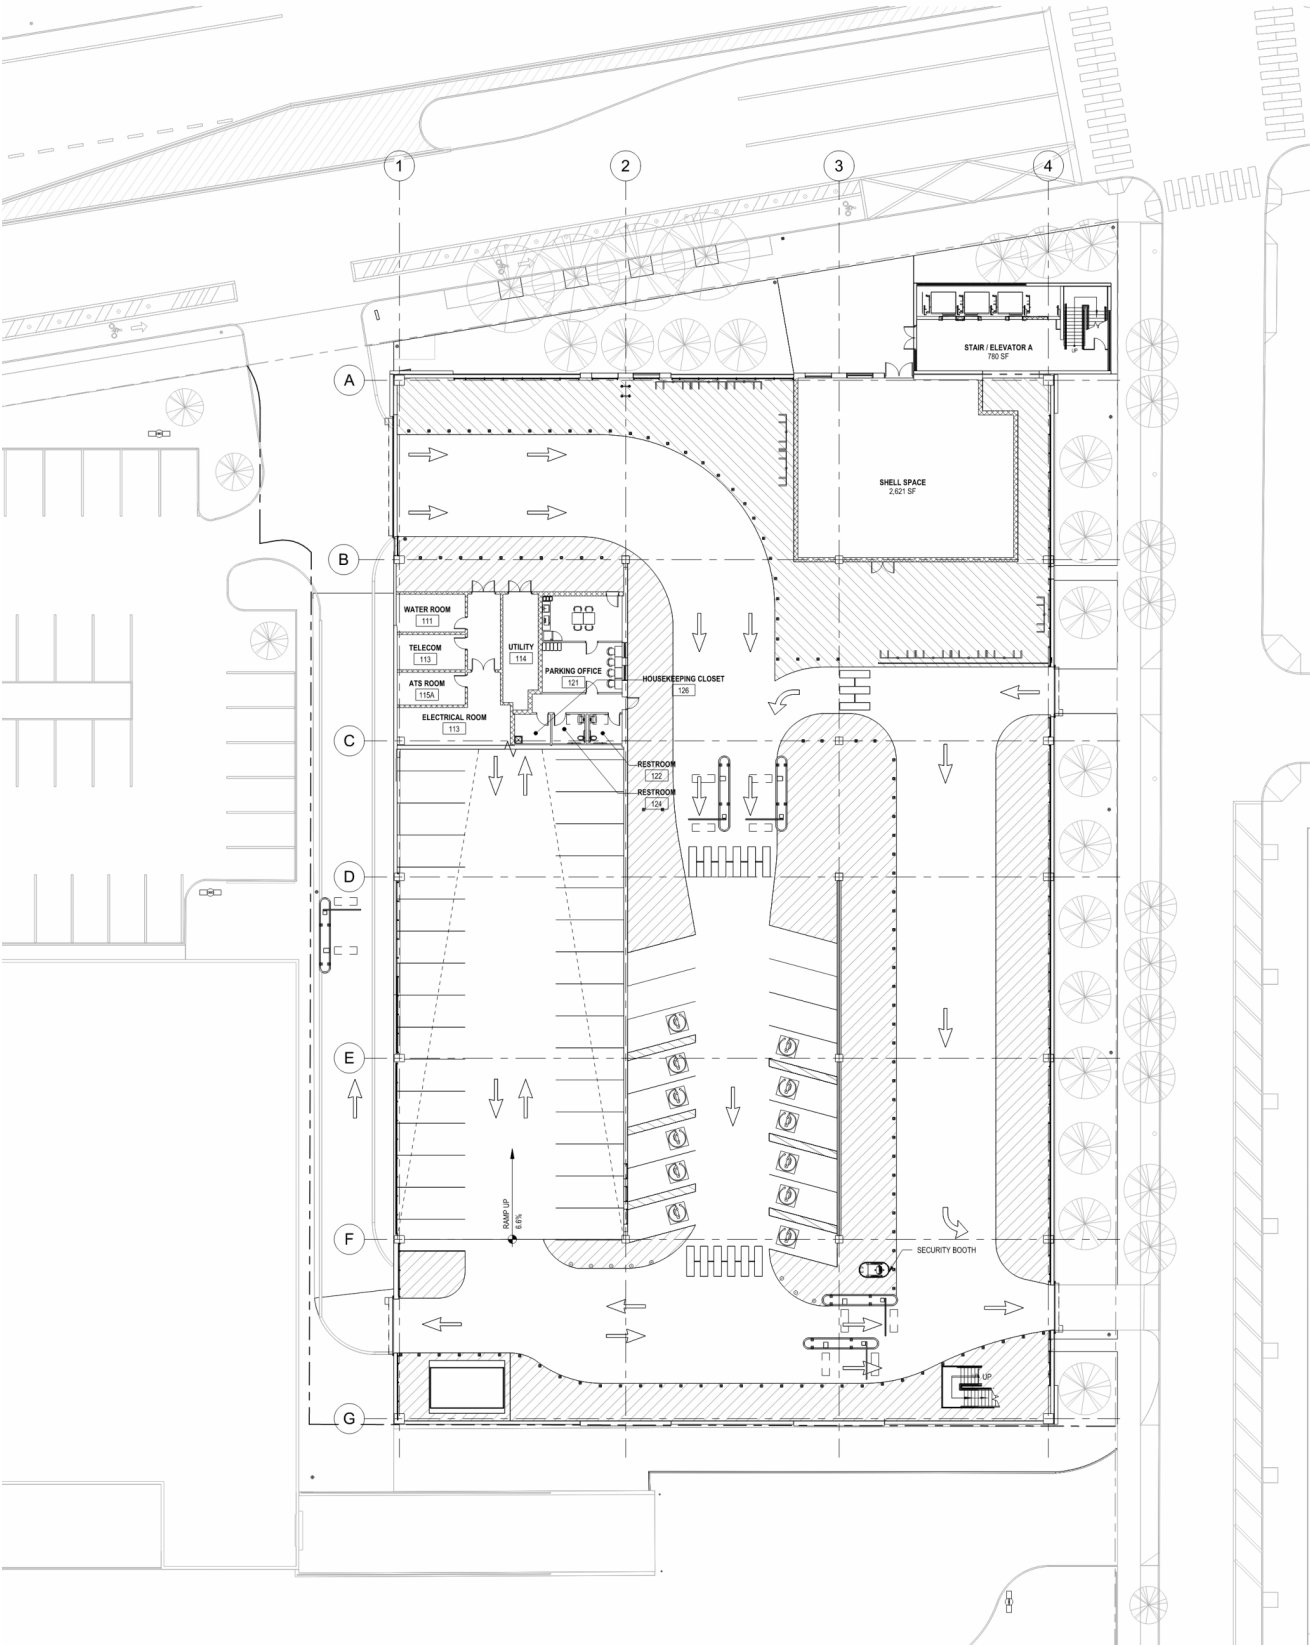 1
2
3
4
STAIR / ELEVATOR A
780 SF
UP
A
SHELL SPACE
2,621 SF
B
WATER ROOM
111
TELECOM
113
UTILITY
114
PARKING OFFICE
121
HOUSEKEEPING CLOSET
126
ATS ROOM
115A
ELECTRICAL ROOM
113
C
RESTROOM
122
RESTROOM
124
D
E
RAMP UP
6.6%
F
SECURITY BOOTH
UP
G